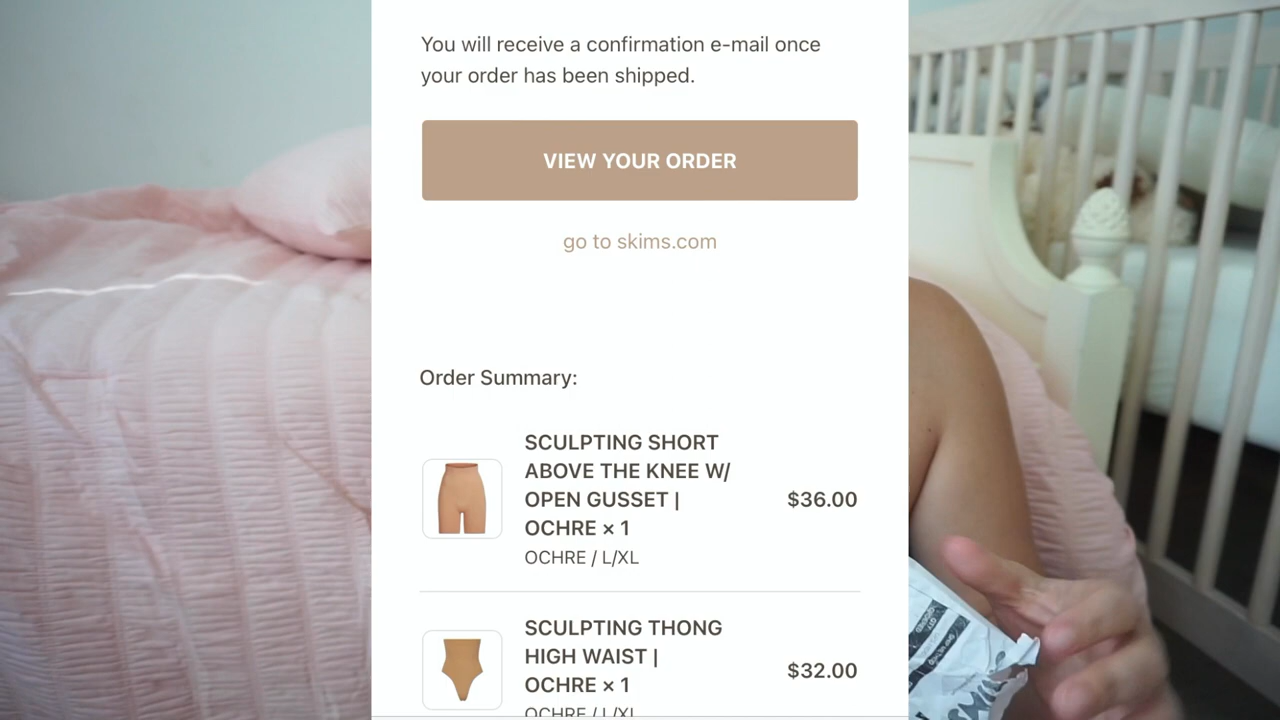 You will receive a confirmation e-mail once
your order has been shipped.
VIEW YOUR ORDER
go to skims.com
Order Summary:
SCULPTING SHORT
ABOVE THE KNEE W/
OPEN GUSSET |
OCHRE × 1
$36.00
OCHRE / L/XL
SCULPTING THONG
HIGH WAIST |
OCHRE × 1
$32.00
OCHRE / L/XL